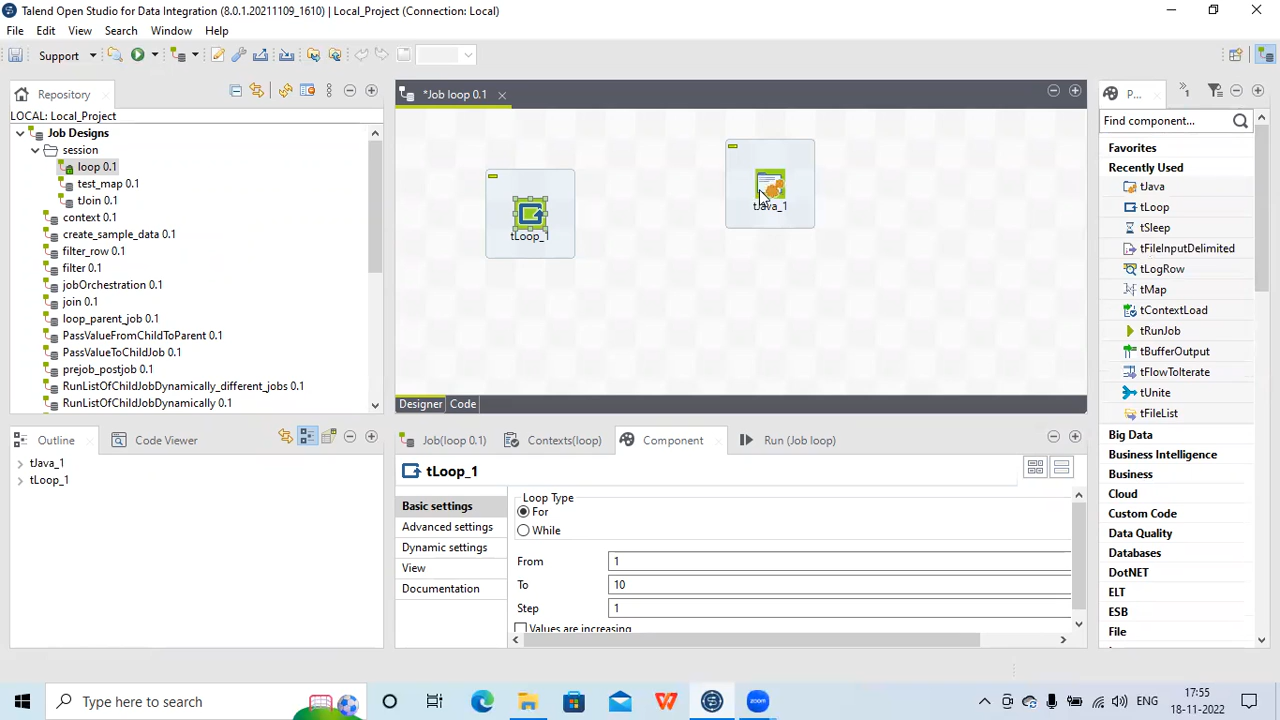 Talend Open Studio for Data Integration (8.0.1.20211109_1610) | Local_Project (Connection: Local)
File Edit View Search Window Help
Support
Repository
LOCAL: Local_Project
Job Designs
session
loop 0.1
test_map 0.1
tJoin 0.1
context 0.1
create_sample_data 0.1
filter_row 0.1
filter 0.1
jobOrchestration 0.1
join 0.1
loop_parent_job 0.1
PassValueFromChildToParent 0.1
PassValueToChildJob 0.1
prejob_postjob 0.1
RunListOfChildJobDynamically_different_jobs 0.1
RunListOfChildJobDynamically 0.1
*Job loop 0.1
tLoop_1
tJava_1
Designer Code
P...
1
Find component...
Favorites
Recently Used
tJava
tLoop
tSleep
tFileInputDelimited
tLogRow
tMap
tContextLoad
tRunJob
tBufferOutput
tFlowToIterate
tUnite
tFileList
Big Data
Business Intelligence
Business
Cloud
Custom Code
Data Quality
Databases
DotNET
ELT
ESB
File
Outline Code Viewer
tJava_1
tLoop_1
Job(loop 0.1) Contexts(loop) Component Run (Job loop)
tLoop_1
Basic settings
Advanced settings
Dynamic settings
View
Documentation
Loop Type
For
While
From 1
To 10
Step 1
Values are increasing
Type here to search
ENG
17:55
18-11-2022
zoom